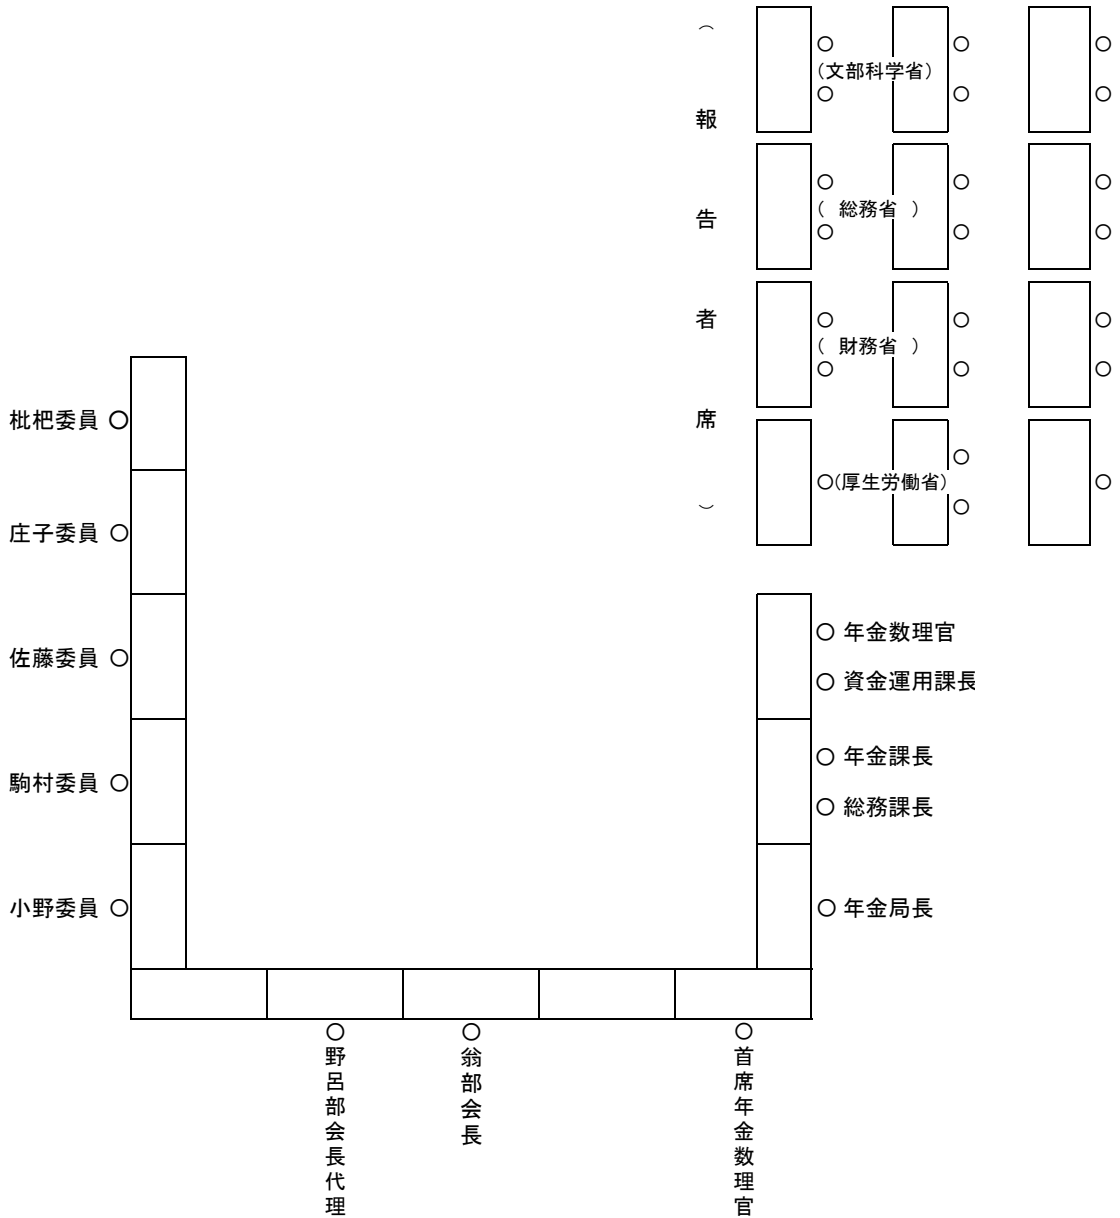 （報告者席）
○
（文部科学省）
○
○
○
○
○
○
（ 総務省 ）
○
○
○
○
○
○
（ 財務省 ）
○
○
○
○
○
○（厚生労働省）
○
○
○
枇杷委員 ○
庄子委員 ○
佐藤委員 ○
駒村委員 ○
小野委員 ○
○ 年金数理官
○ 資金運用課長
○ 年金課長
○ 総務課長
○ 年金局長
○野呂部会長代理
○翁部会長
○首席年金数理官